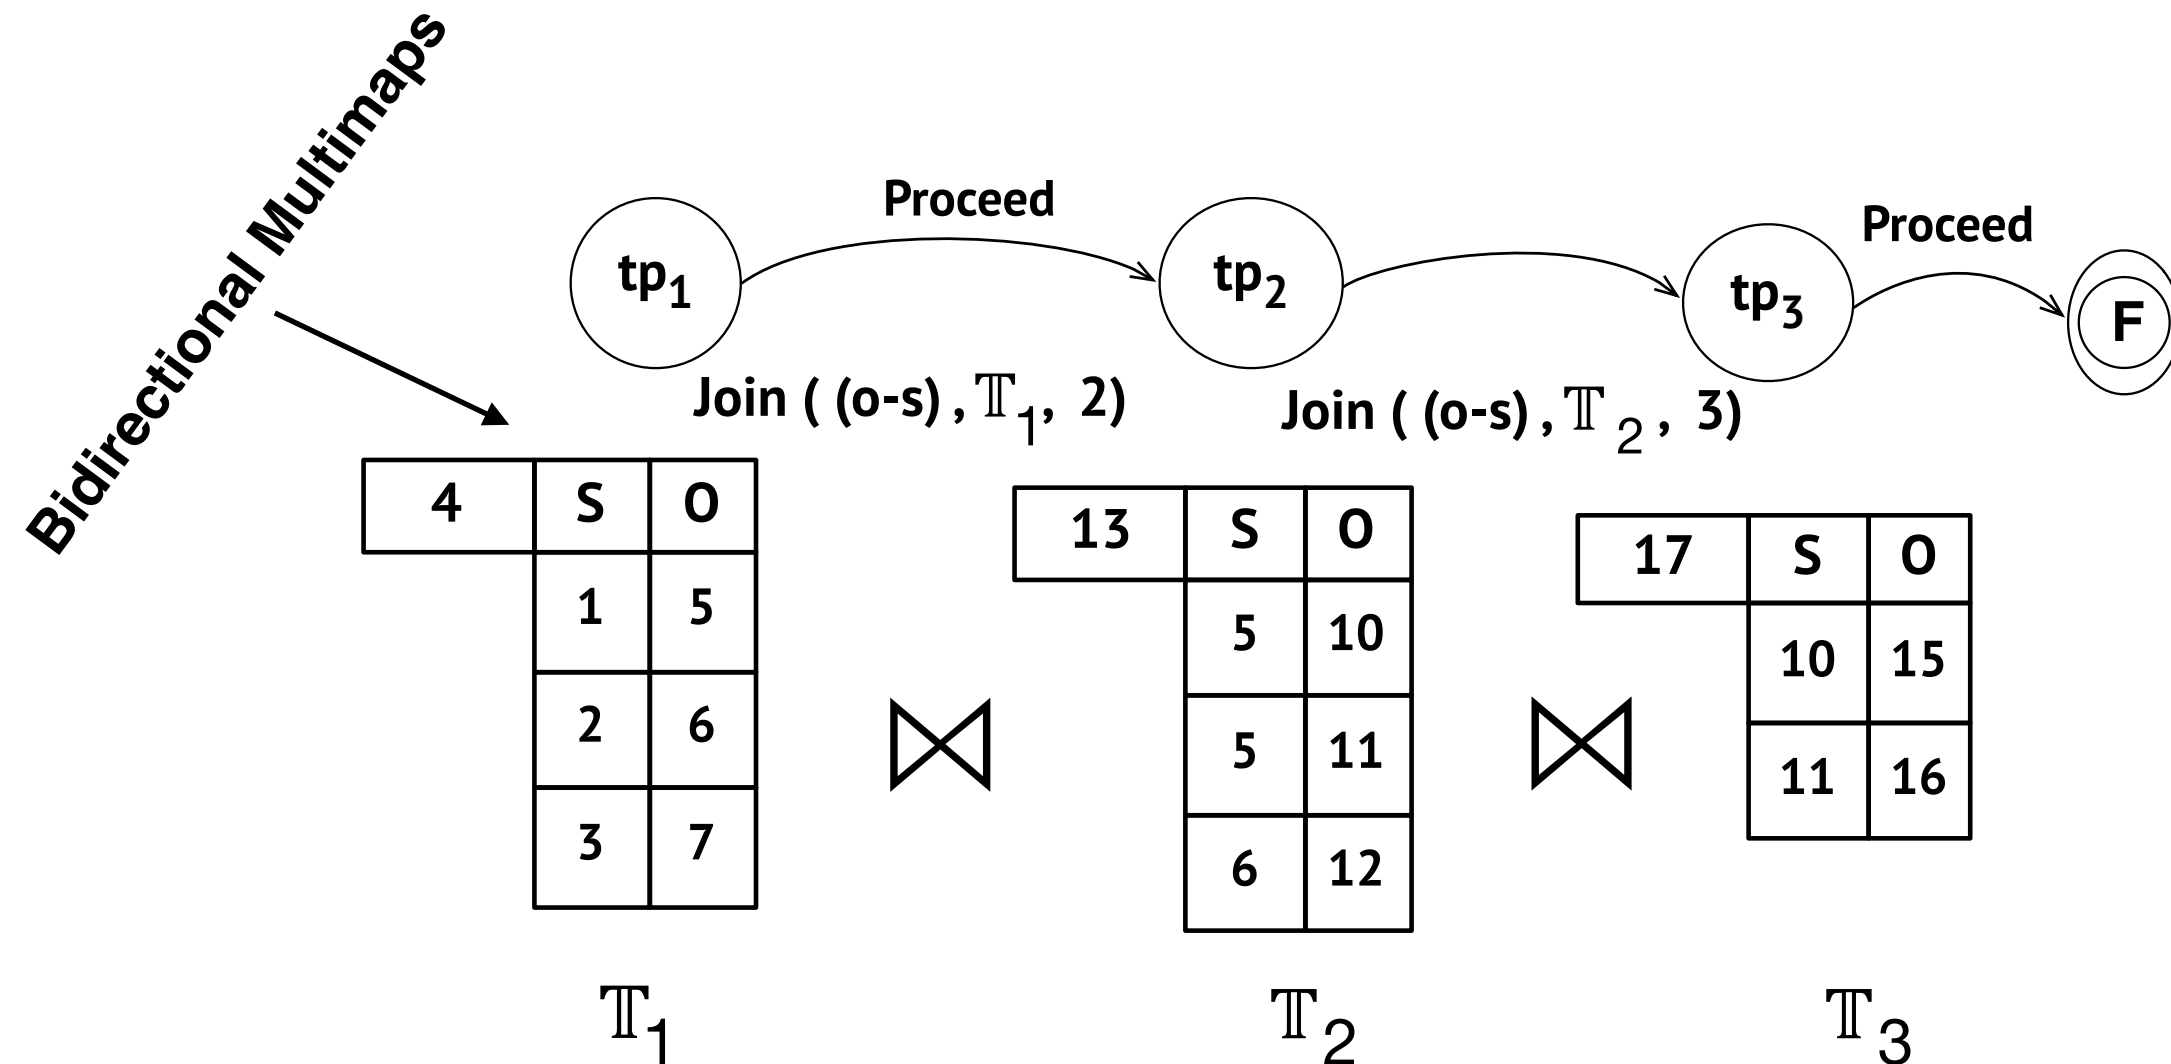 Bidirectional Multimaps
Proceed
Proceed
tp1
tp2
tp3
F
Join ( (o-s) , 𝕋1, 2)
Join ( (o-s) , 𝕋2 , 3)
4 S O
1 5
2 6
3 7
𝕋1
13 S O
5 10
5 11
6 12
𝕋2
17 S O
10 15
11 16
𝕋3